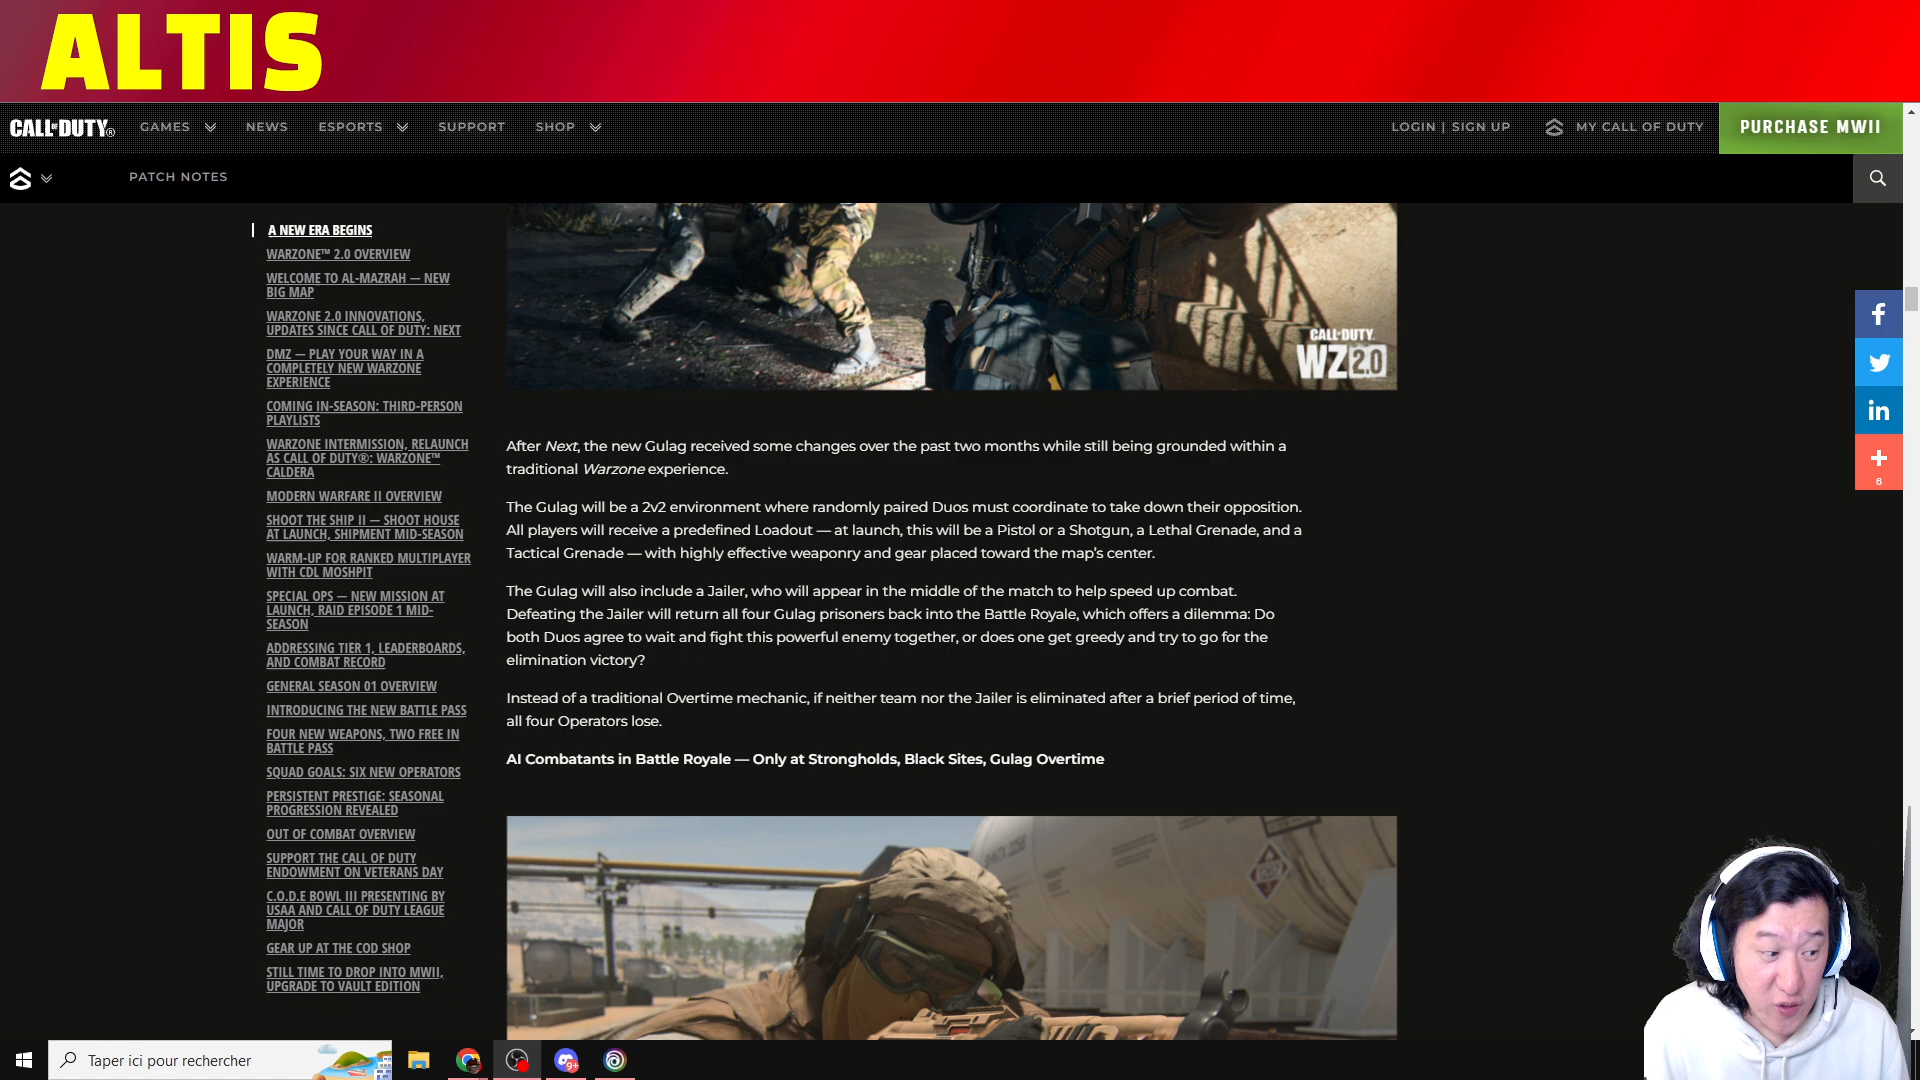 ALTIS
CALL OF DUTY®
GAMES
NEWS
ESPORTS
SUPPORT
SHOP
LOGIN | SIGN UP
MY CALL OF DUTY
PURCHASE MWII
PATCH NOTES
A NEW ERA BEGINS
WARZONE™ 2.0 OVERVIEW
WELCOME TO AL-MAZRAH — NEW
BIG MAP
WARZONE 2.0 INNOVATIONS,
UPDATES SINCE CALL OF DUTY: NEXT
DMZ — PLAY YOUR WAY IN A
COMPLETELY NEW WARZONE
EXPERIENCE
COMING IN-SEASON: THIRD-PERSON
PLAYLISTS
WARZONE INTERMISSION, RELAUNCH
AS CALL OF DUTY®: WARZONE™
CALDERA
MODERN WARFARE II OVERVIEW
SHOOT THE SHIP II — SHOOT HOUSE
AT LAUNCH, SHIPMENT MID-SEASON
WARM-UP FOR RANKED MULTIPLAYER
WITH CDL MOSHPIT
SPECIAL OPS — NEW MISSION AT
LAUNCH, RAID EPISODE 1 MID-
SEASON
ADDRESSING TIER 1, LEADERBOARDS,
AND COMBAT RECORD
GENERAL SEASON 01 OVERVIEW
INTRODUCING THE NEW BATTLE PASS
FOUR NEW WEAPONS, TWO FREE IN
BATTLE PASS
SQUAD GOALS: SIX NEW OPERATORS
PERSISTENT PRESTIGE: SEASONAL
PROGRESSION REVEALED
OUT OF COMBAT OVERVIEW
SUPPORT THE CALL OF DUTY
ENDOWMENT ON VETERANS DAY
C.O.D.E BOWL III PRESENTING BY
USAA AND CALL OF DUTY LEAGUE
MAJOR
GEAR UP AT THE COD SHOP
STILL TIME TO DROP INTO MWII,
UPGRADE TO VAULT EDITION
CALL OF DUTY.
WZ 2.0
After Next, the new Gulag received some changes over the past two months while still being grounded within a
traditional Warzone experience.
The Gulag will be a 2v2 environment where randomly paired Duos must coordinate to take down their opposition.
All players will receive a predefined Loadout — at launch, this will be a Pistol or a Shotgun, a Lethal Grenade, and a
Tactical Grenade — with highly effective weaponry and gear placed toward the map's center.
The Gulag will also include a Jailer, who will appear in the middle of the match to help speed up combat.
Defeating the Jailer will return all four Gulag prisoners back into the Battle Royale, which offers a dilemma: Do
both Duos agree to wait and fight this powerful enemy together, or does one get greedy and try to go for the
elimination victory?
Instead of a traditional Overtime mechanic, if neither team nor the Jailer is eliminated after a brief period of time,
all four Operators lose.
AI Combatants in Battle Royale — Only at Strongholds, Black Sites, Gulag Overtime
6
Taper ici pour rechercher
9+